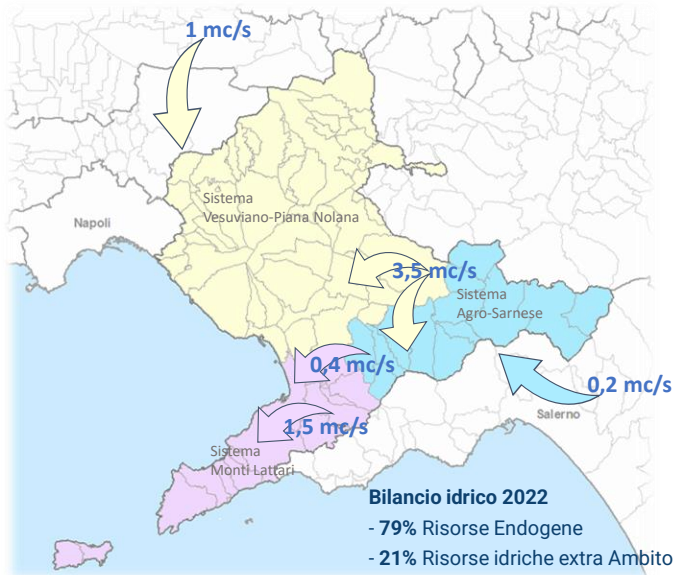 1 mc/s
Sistema
Vesuviano-Piana Nolana
Napoli
3,5 mc/s
Sistema
Agro-Sarnese
0,4 mc/s
0,2 mc/s
Salerno
1,5 mc/s
Sistema
Monti Lattari
Bilancio idrico 2022
- 79% Risorse Endogene
- 21% Risorse idriche extra Ambito